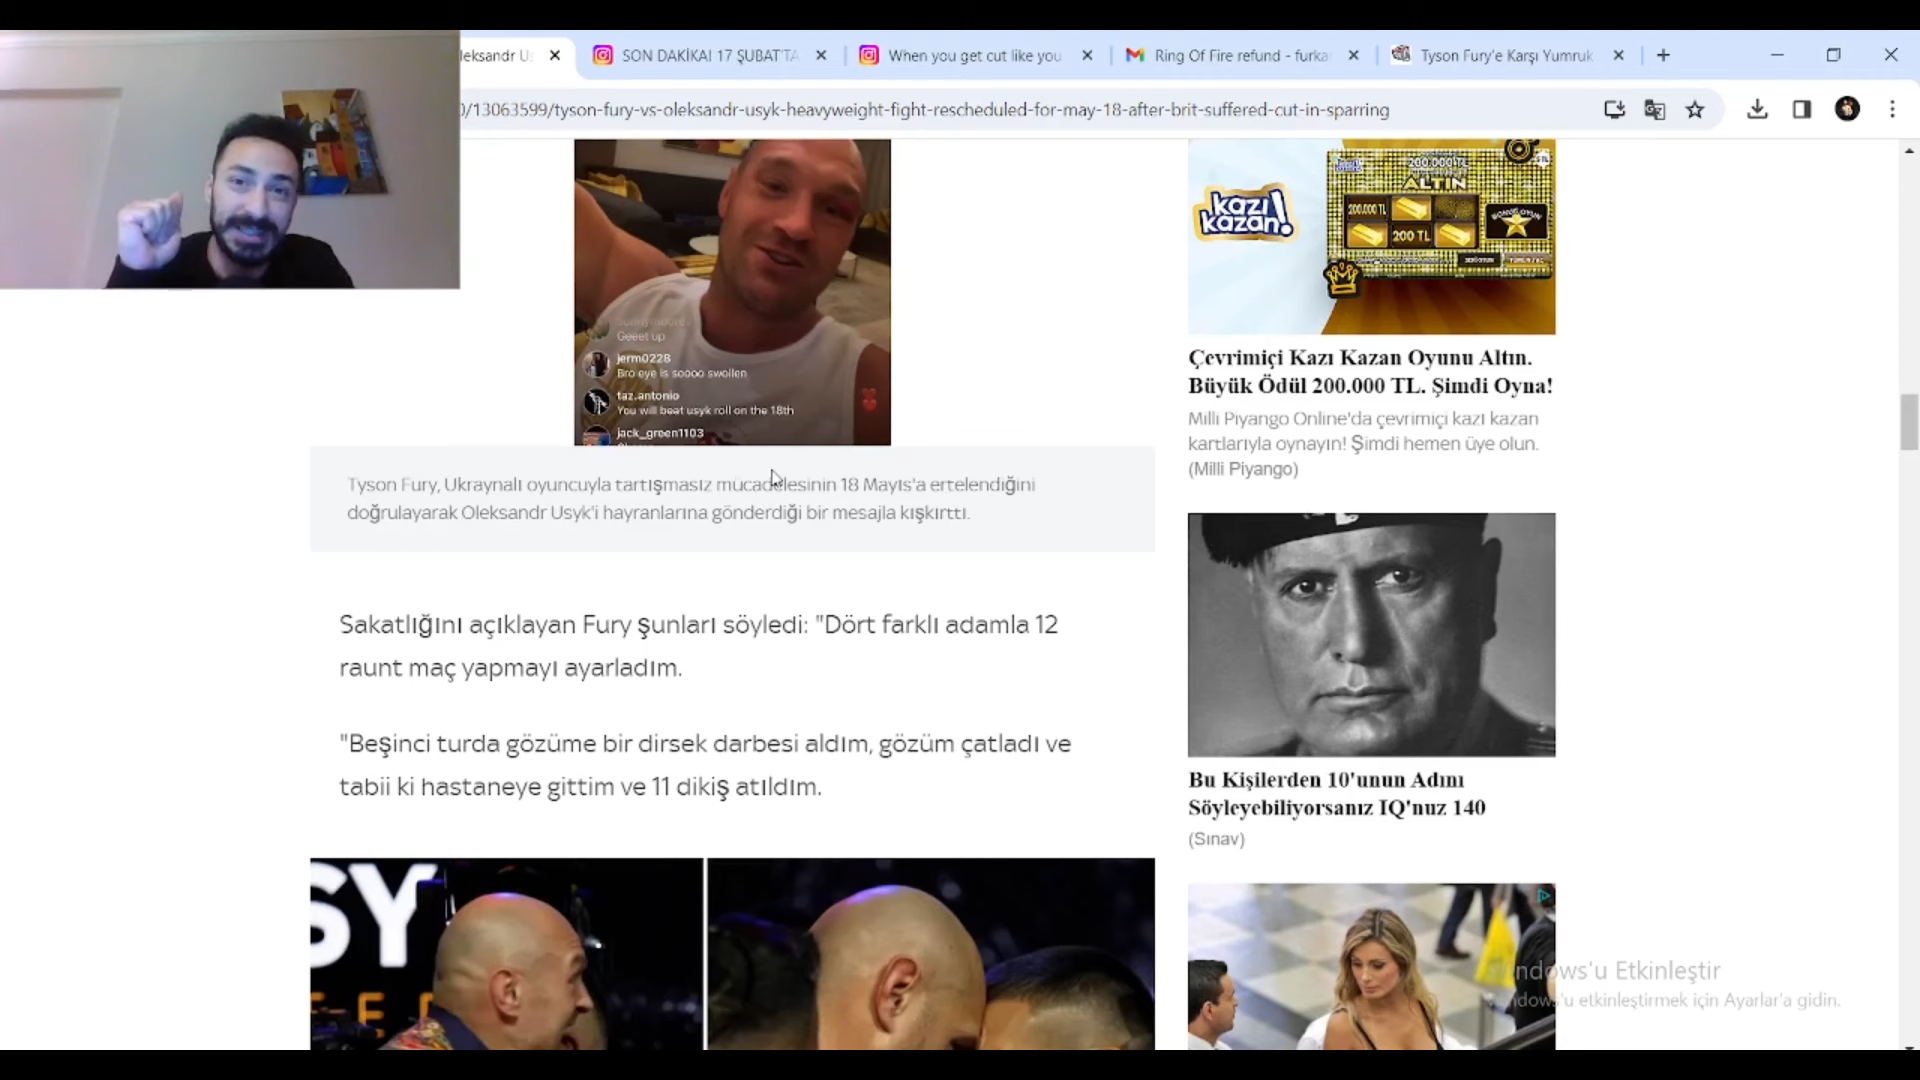 leksandr U
SON DAKİKA! 17 ŞUBAT'TA
When you get cut like you
Ring Of Fire refund - furka
Tyson Fury'e Karşı Yumruk
0/13063599/tyson-fury-vs-oleksandr-usyk-heavyweight-fight-rescheduled-for-may-18-after-brit-suffered-cut-in-sparring
Geeet up
jerm0228
Bro eye is soooo swollen
taz.antonio
You will beat usyk roll on the 18th
jack_green1103
Tyson Fury, Ukraynalı oyuncuyla tartışmasız mücadelesinin 18 Mayıs'a ertelendiğini
doğrulayarak Oleksandr Usyk'i hayranlarına gönderdiği bir mesajla kışkırttı.
Sakatlığını açıklayan Fury şunları söyledi: "Dört farklı adamla 12
raunt maç yapmayı ayarladım.
"Beşinci turda gözüme bir dirsek darbesi aldım, gözüm çatladı ve
tabii ki hastaneye gittim ve 11 dikiş atıldım.
SY
kazı
kazan!
200.000 TL
ALTIN
200.000 TL
200 TL
Çevrimiçi Kazı Kazan Oyunu Altın.
Büyük Ödül 200.000 TL. Şimdi Oyna!
Milli Piyango Online'da çevrimiçi kazı kazan
kartlarıyla oynayın! Şimdi hemen üye olun.
(Milli Piyango)
Bu Kişilerden 10'unun Adını
Söyleyebiliyorsanız IQ'nuz 140
(Sınav)
ndows'u Etkinleştir
ndows'u etkinleştirmek için Ayarlar'a gidin.